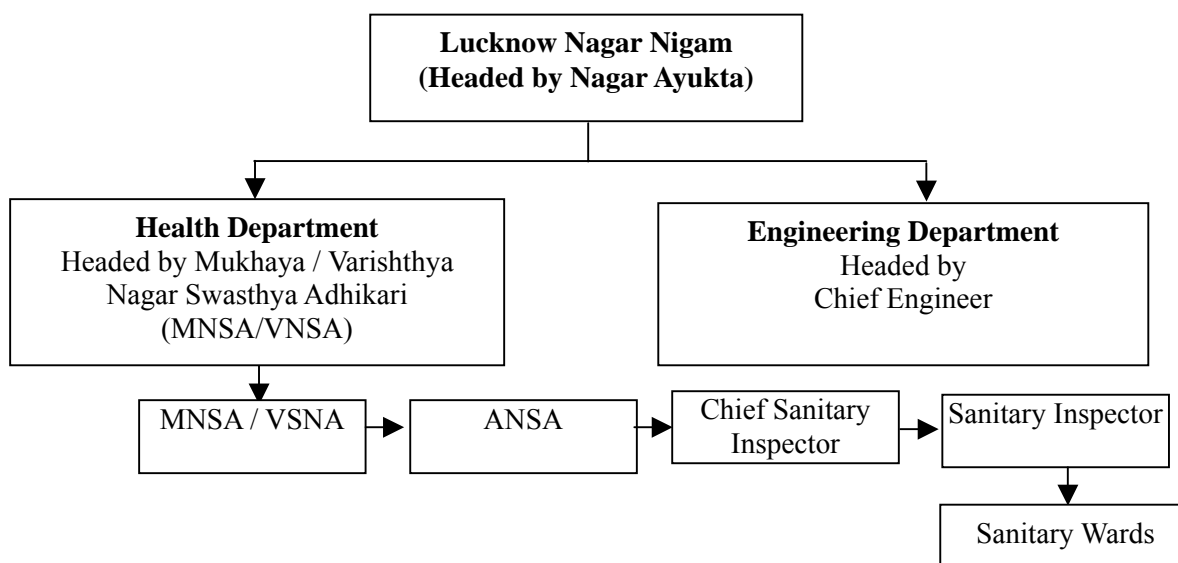 Lucknow Nagar Nigam
(Headed by Nagar Ayukta)
Health Department
Headed by Mukhaya / Varishthya
Nagar Swasthya Adhikari
(MNSA/VNSA)
Engineering Department
Headed by
Chief Engineer
MNSA / VSNA
ANSA
Chief Sanitary
Inspector
Sanitary Inspector
Sanitary Wards